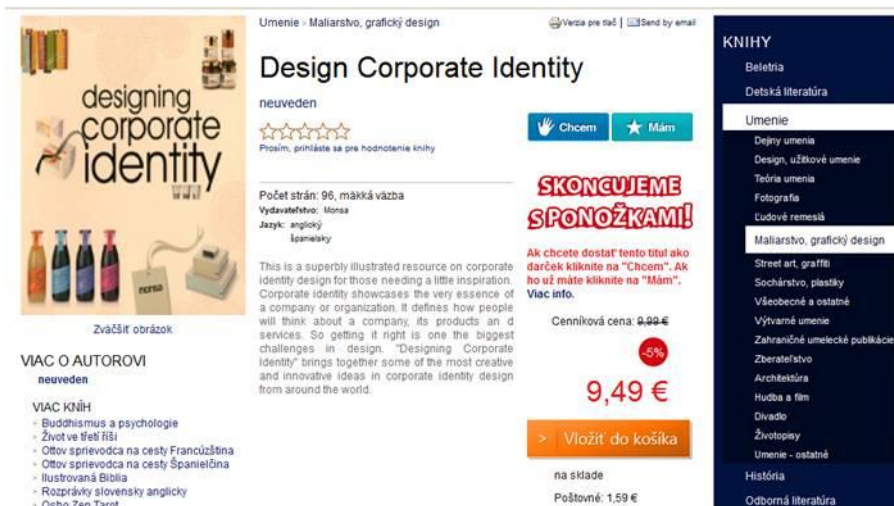 Umenie > Maliarstvo, grafický design
Verzia pre tlač | Send by email
designing
corporate
identity
monsa
Zväčšiť obrázok
VIAC O AUTOROVI
neuveden
VIAC KNÍH
Buddhismus a psychologie
Život ve třetí říši
Ottov sprievodca na cesty Francúzština
Ottov sprievodca na cesty Španielčina
Ilustrovaná Biblia
Rozprávky slovensky anglicky
Osho Zen Tarot
Design Corporate Identity
neuveden
Prosím, prihláste sa pre hodnotenie knihy
Počet strán: 96, mäkká väzba
Vydavateľstvo: Monsa
Jazyk: anglický
španielsky
This is a superbly illustrated resource on corporate
identity design for those needing a little inspiration.
Corporate identity showcases the very essence of
a company or organization. It defines how people
will think about a company, its products an d
services. So getting it right is one the biggest
challenges in design. "Designing Corporate
Identity" brings together some of the most creative
and innovative ideas in corporate identity design
from around the world.
Chcem
Mám
SKONCUJEME
S PONOŽKAMI!
Ak chcete dostať tento titul ako
darček kliknite na "Chcem". Ak
ho už máte kliknite na "Mám".
Viac info.
Cenníková cena: 9,99 €
-5%
9,49 €
> Vložiť do košíka
na sklade
Poštovné: 1,59 €
KNIHY
Beletria
Detská literatúra
Umenie
Dejiny umenia
Design, užitkové umenie
Teória umenia
Fotografia
Ľudové remeslá
Maliarstvo, grafický design
Street art, graffiti
Sochárstvo, plastiky
Všeobecné a ostatné
Výtvarné umenie
Zahraničné umelecké publikácie
Zberateľstvo
Architektúra
Hudba a film
Divadlo
Životopisy
Umenie - ostatné
História
Odborná literatúra